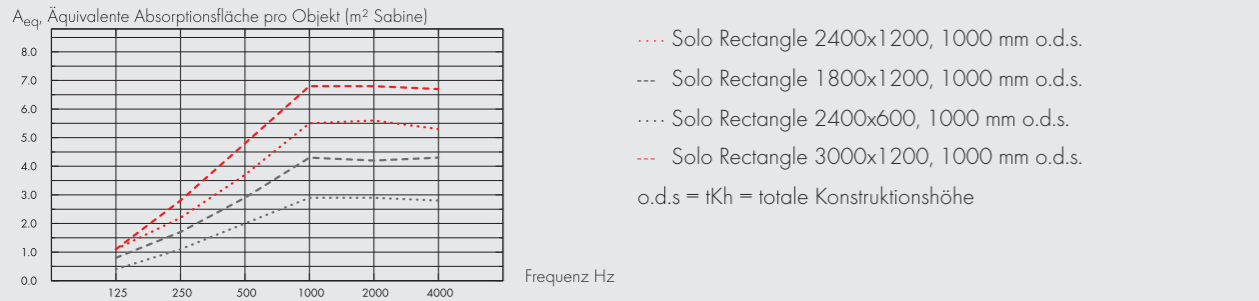 Aeq, Äquivalente Absorptionsfläche pro Objekt (m² Sabine)
8.0
7.0
6.0
5.0
4.0
3.0
2.0
1.0
0.0
125 250 500 1000 2000 4000
Frequenz Hz
Solo Rectangle 2400x1200, 1000 mm o.d.s.
Solo Rectangle 1800x1200, 1000 mm o.d.s.
Solo Rectangle 2400x600, 1000 mm o.d.s.
Solo Rectangle 3000x1200, 1000 mm o.d.s.
o.d.s = tKh = totale Konstruktionshöhe